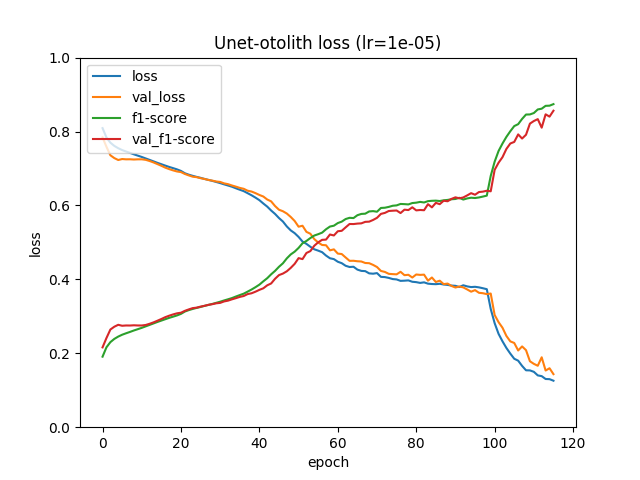 Unet-otolith loss (lr=1e-05)
loss
val_loss
f1-score
val_f1-score
1.0
0.8
0.6
0.4
0.2
0.0
loss
0 20 40 60 80 100 120
epoch